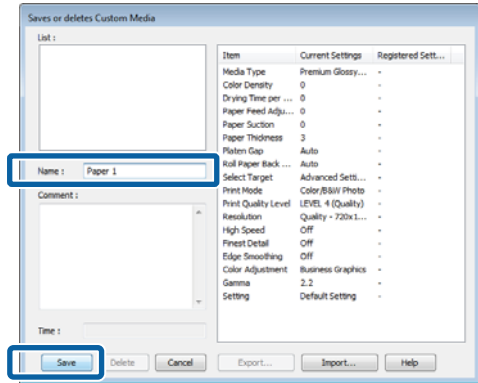 Saves or deletes Custom Media
List :
Item Current Settings Registered Sett...
Media Type Premium Glossy... -
Color Density 0 -
Drying Time per ... 0 -
Paper Feed Adju... 0 -
Paper Suction 0 -
Paper Thickness 3 -
Platen Gap Auto -
Roll Paper Back ... Auto -
Select Target Advanced Setti... -
Print Mode Color/B&W Photo -
Print Quality Level LEVEL 4 (Quality) -
Resolution Quality - 720x1... -
High Speed Off -
Finest Detail Off -
Edge Smoothing Off -
Color Adjustment Business Graphics -
Gamma 2.2 -
Setting Default Setting -
Name : Paper 1
Comment :
Time :
Save Delete Cancel Export... Import... Help